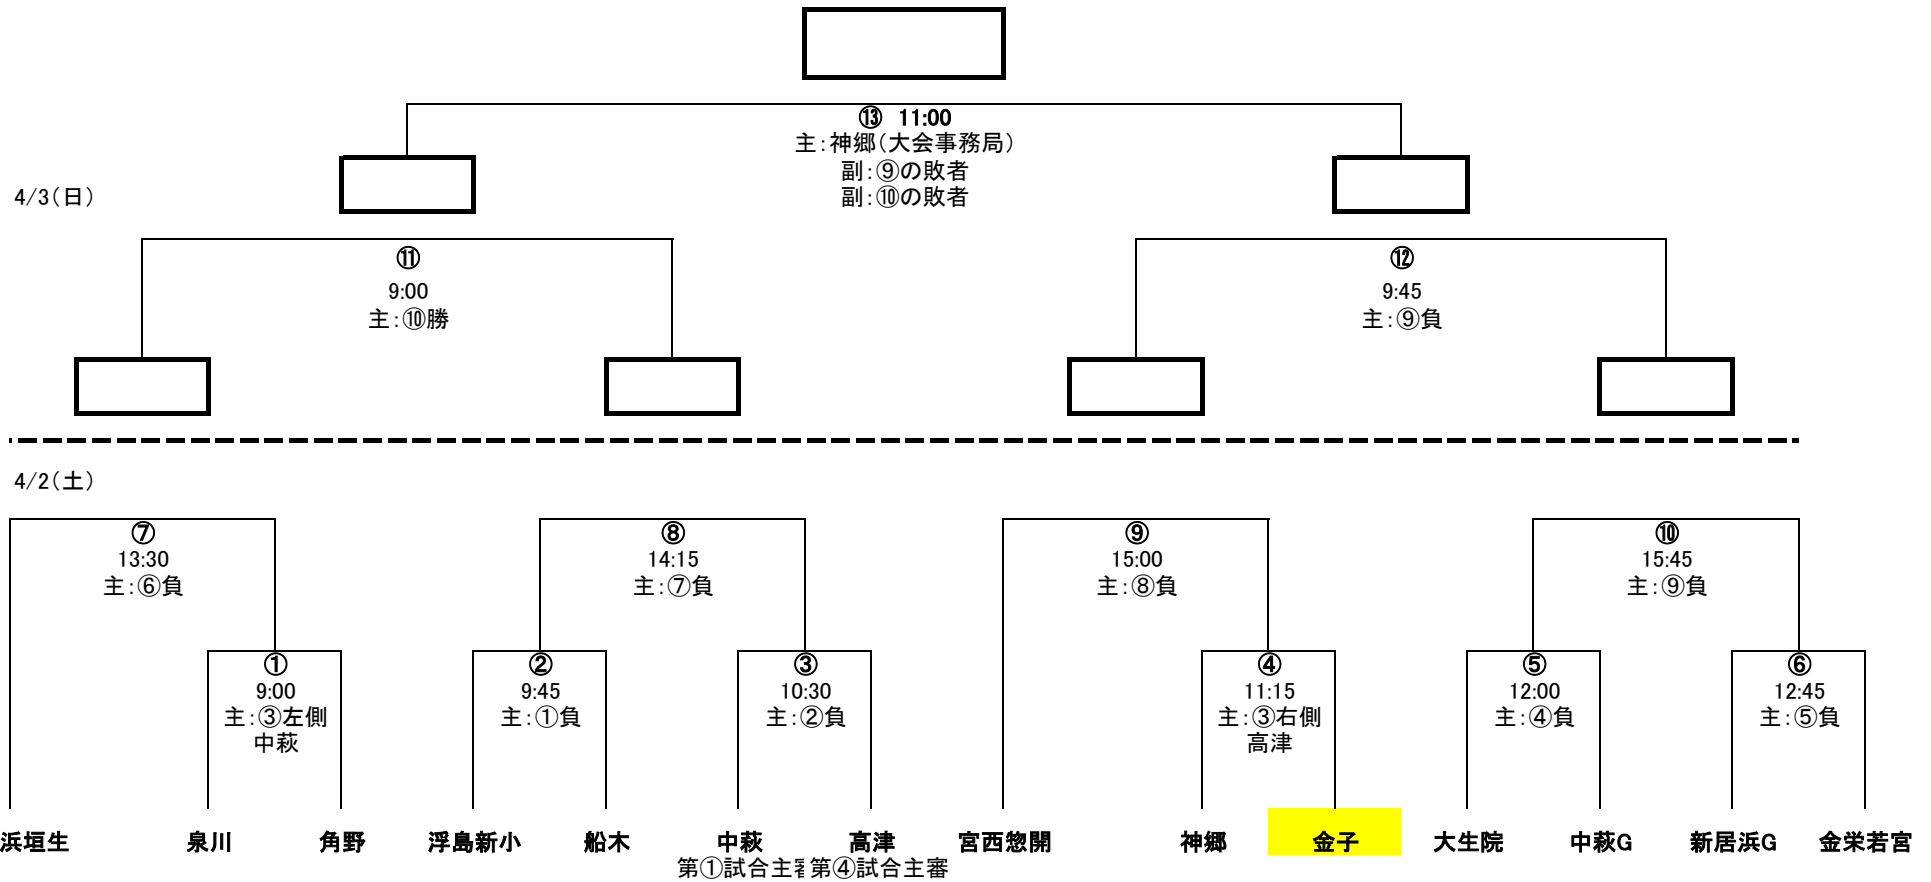 ⑬ 11:00
主：神郷（大会事務局）
副：⑨の敗者
副：⑩の敗者
4/3（日）
⑪
9:00
主：⑩勝
⑫
9:45
主：⑨負
4/2（土）
⑦
13:30
主：⑥負
⑧
14:15
主：⑦負
⑨
15:00
主：⑧負
⑩
15:45
主：⑨負
①
9:00
主：③左側
中萩
②
9:45
主：①負
③
10:30
主：②負
④
11:15
主：③右側
高津
⑤
12:00
主：④負
⑥
12:45
主：⑤負
浜垣生 泉川 角野 浮島新小 船木 中萩 高津 宮西惣開 神郷 金子 大生院 中萩G 新居浜G 金栄若宮
第①試合主 第④試合主審